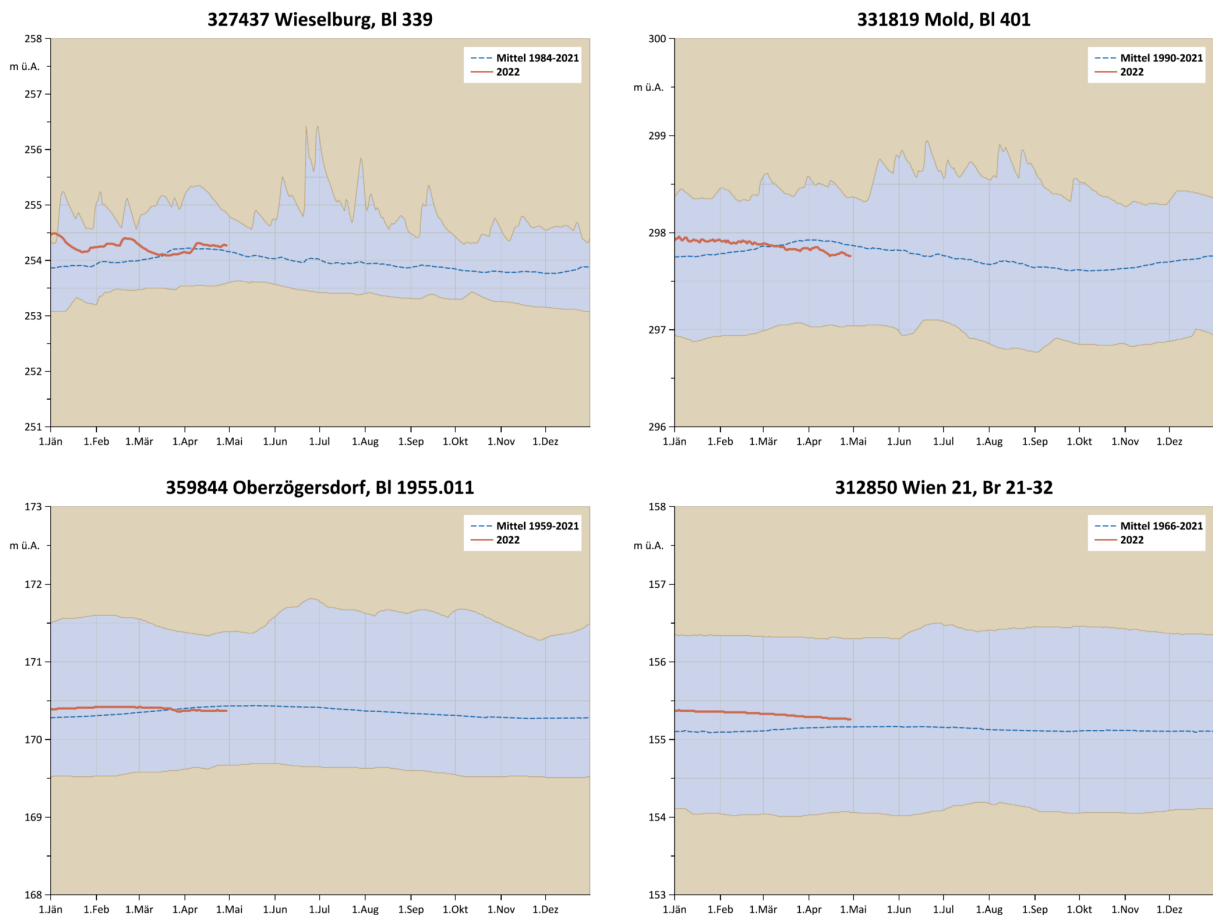 327437 Wieselburg, Bl 339
258
m ü.A.
257
256
255
254
253
252
251
Mittel 1984-2021
2022
1.Jän 1.Feb 1.Mär 1.Apr 1.Mai 1.Jun 1.Jul 1.Aug 1.Sep 1.Okt 1.Nov 1.Dez
331819 Mold, Bl 401
300
m ü.A.
299
298
297
296
Mittel 1990-2021
2022
1.Jän 1.Feb 1.Mär 1.Apr 1.Mai 1.Jun 1.Jul 1.Aug 1.Sep 1.Okt 1.Nov 1.Dez
359844 Oberzögersdorf, Bl 1955.011
173
m ü.A.
172
171
170
169
168
Mittel 1959-2021
2022
1.Jän 1.Feb 1.Mär 1.Apr 1.Mai 1.Jun 1.Jul 1.Aug 1.Sep 1.Okt 1.Nov 1.Dez
312850 Wien 21, Br 21-32
158
m ü.A.
157
156
155
154
153
Mittel 1966-2021
2022
1.Jän 1.Feb 1.Mär 1.Apr 1.Mai 1.Jun 1.Jul 1.Aug 1.Sep 1.Okt 1.Nov 1.Dez